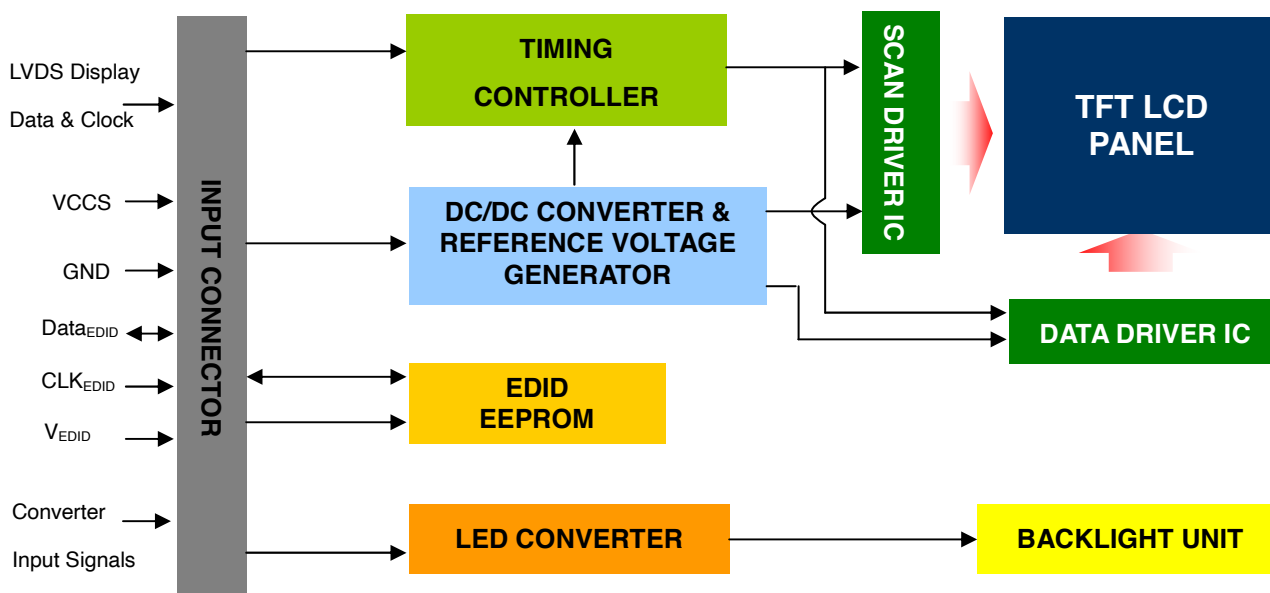 LVDS Display
Data & Clock
VCCS
GND
DataEDID
CLKEDID
VEDID
Converter
Input Signals
INPUT CONNECTOR
TIMING
CONTROLLER
DC/DC CONVERTER &
REFERENCE VOLTAGE
GENERATOR
EDID
EEPROM
LED CONVERTER
SCAN DRIVER IC
TFT LCD
PANEL
DATA DRIVER IC
BACKLIGHT UNIT